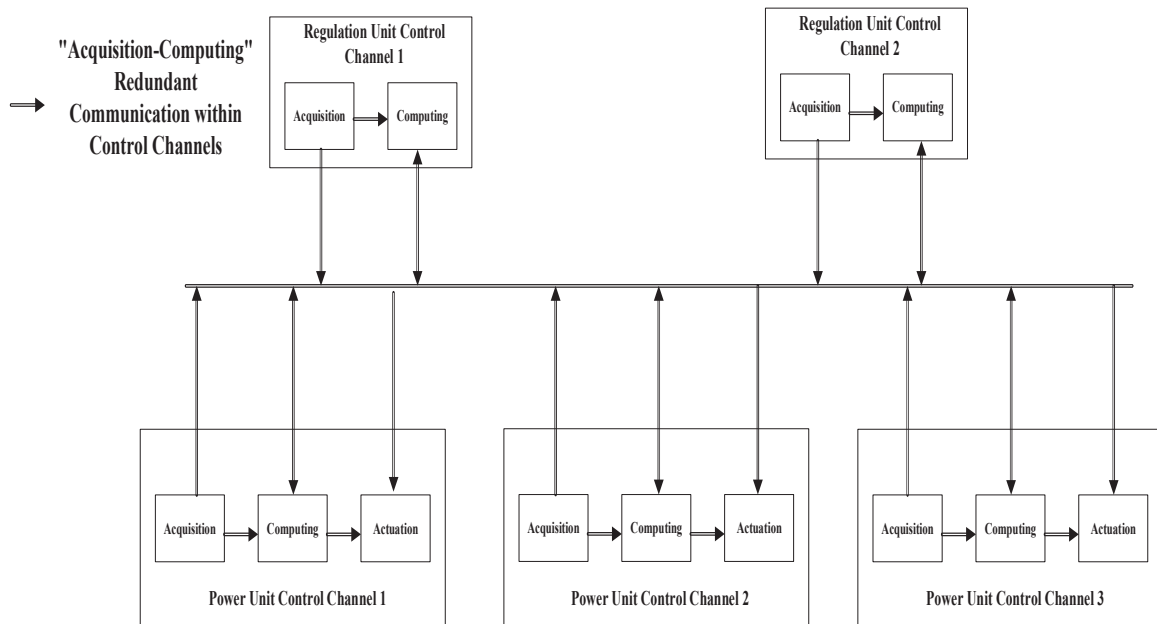 "Acquisition-Computing"
Redundant
Communication within
Control Channels
Regulation Unit Control
Channel 1
Acquisition
Computing
Regulation Unit Control
Channel 2
Acquisition
Computing
Acquisition
Computing
Actuation
Power Unit Control Channel 1
Acquisition
Computing
Actuation
Power Unit Control Channel 2
Acquisition
Computing
Actuation
Power Unit Control Channel 3